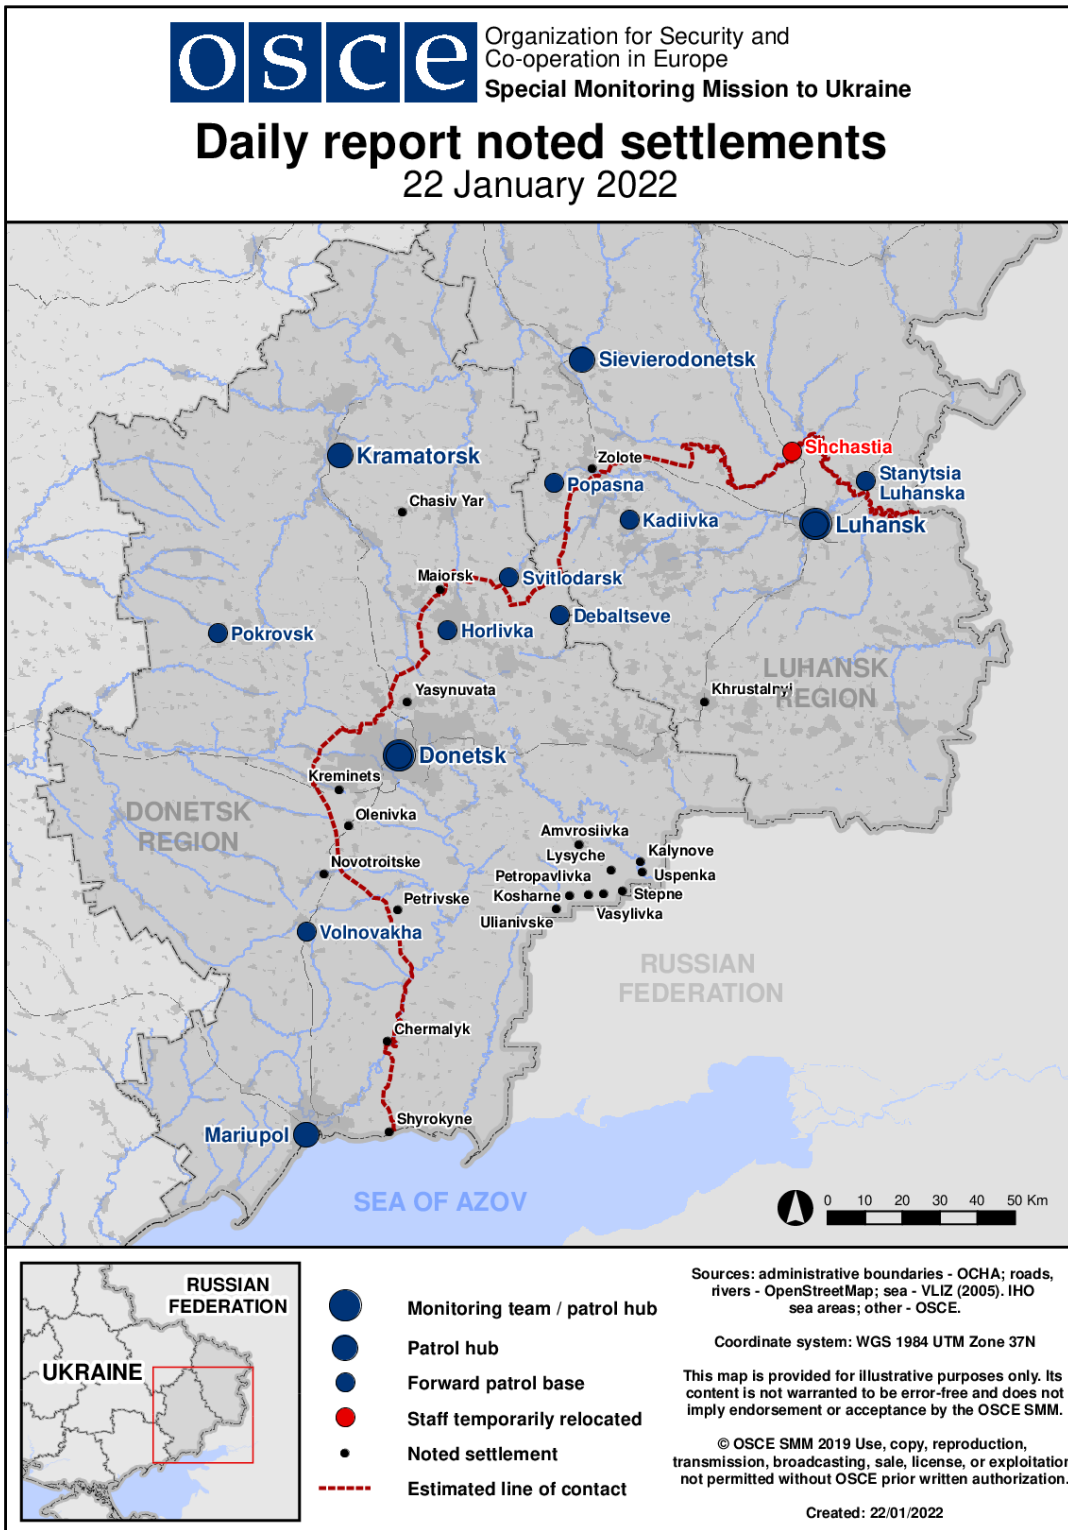 osce
Organization for Security and
Co-operation in Europe
Special Monitoring Mission to Ukraine
Daily report noted settlements
22 January 2022
Sievierodonetsk
Shchastia
Kramatorsk
Zolote
Stanytsia
Luhanska
Popasna
Chasiv Yar
Kadiivka
Luhansk
Maiorsk
Svitlodarsk
Debaltseve
Pokrovsk
Horlivka
LUHANSK
REGION
Yasynuvata
Khrustalnyi
Donetsk
Kreminets
DONETSK
REGION
Olenivka
Amvrosiivka
Lysyche
Kalynove
Novotroitske
Petropavlivka
Uspenka
Petrivske
Kosharne
Stepne
Ulianivske
Vasylivka
Volnovakha
RUSSIAN
FEDERATION
Chermalyk
Shyrokyne
Mariupol
SEA OF AZOV
0 10 20 30 40 50 Km
RUSSIAN
FEDERATION
UKRAINE
Monitoring team / patrol hub
Patrol hub
Forward patrol base
Staff temporarily relocated
Noted settlement
Estimated line of contact
Sources: administrative boundaries - OCHA; roads,
rivers - OpenStreetMap; sea - VLIZ (2005). IHO
sea areas; other - OSCE.
Coordinate system: WGS 1984 UTM Zone 37N
This map is provided for illustrative purposes only. Its
content is not warranted to be error-free and does not
imply endorsement or acceptance by the OSCE SMM.
© OSCE SMM 2019 Use, copy, reproduction,
transmission, broadcasting, sale, license, or exploitation
not permitted without OSCE prior written authorization.
Created: 22/01/2022